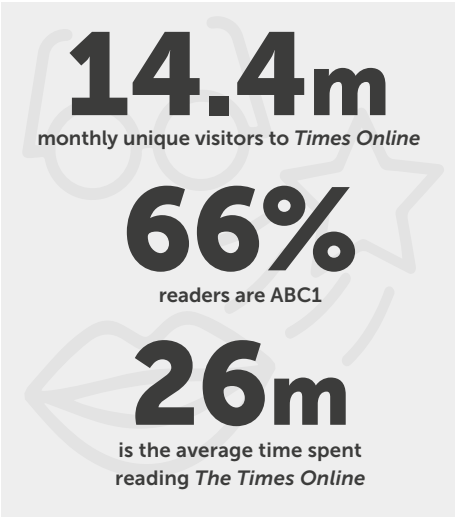 14.4m
monthly unique visitors to Times Online
66%
readers are ABC1
26m
is the average time spent
reading The Times Online